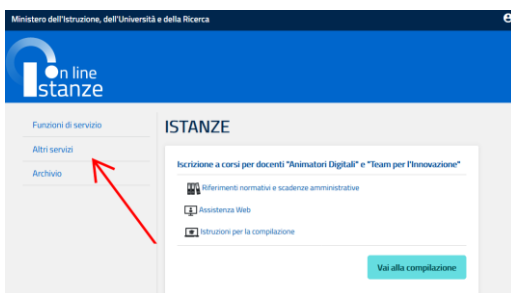 Ministero dell'Istruzione, dell'Università e della Ricerca
On line
Istanze
Funzioni di servizio
Altri servizi
Archivio
ISTANZE
Iscrizione a corsi per docenti "Animatori Digitali" e "Team per l'Innovazione"
Riferimenti normativi e scadenze amministrative
Assistenza Web
Istruzioni per la compilazione
Vai alla compilazione